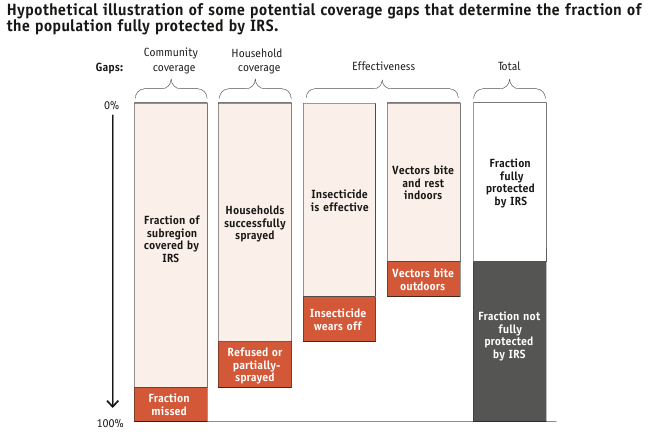 Hypothetical illustration of some potential coverage gaps that determine the fraction of
the population fully protected by IRS.
Gaps:
Community
coverage
Household
coverage
Effectiveness
Total
0%
100%
Fraction of
subregion
covered by
IRS
Fraction
missed
Households
successfully
sprayed
Refused or
partially-
sprayed
Insecticide
is effective
Insecticide
wears off
Vectors bite
and rest
indoors
Vectors bite
outdoors
Fraction
fully
protected
by IRS
Fraction not
fully
protected
by IRS